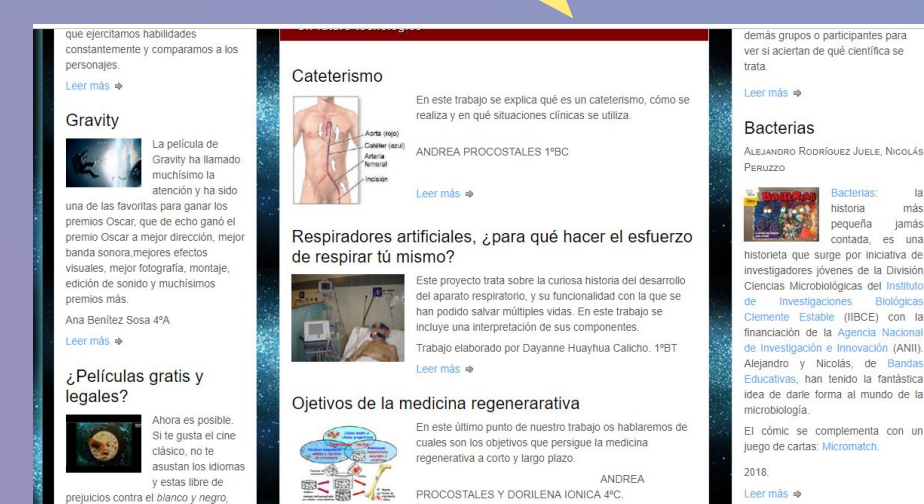 que ejercitamos habilidades
constantemente y comparamos a los
personajes.
Leer más
Gravity
La película de
Gravity ha llamado
muchísimo la
atención y ha sido
una de las favoritas para ganar los
premios Oscar, que de echo ganó el
premio Oscar a mejor dirección, mejor
banda sonora,mejores efectos
visuales, mejor fotografía, montaje,
edición de sonido y muchísimos
premios más.
Ana Benítez Sosa 4ºA
Leer más
¿Películas gratis y
legales?
Ahora es posible.
Si te gusta el cine
clásico, no te
asustan los idiomas
y estas libre de
prejuicios contra el blanco y negro,
Cateterismo
Aorta (rojo)
Catéter (azul)
Arteria
femoral
Incisión
En este trabajo se explica qué es un cateterismo, cómo se
realiza y en qué situaciones clínicas se utiliza.
ANDREA PROCOSTALES 1ºBC
Leer más
Respiradores artificiales, ¿para qué hacer el esfuerzo
de respirar tú mismo?
Este proyecto trata sobre la curiosa historia del desarrollo
del aparato respiratorio, y su funcionalidad con la que se
han podido salvar múltiples vidas. En este trabajo se
incluye una interpretación de sus componentes.
Trabajo elaborado por Dayanne Huayhua Calicho. 1ºBT
Leer más
Ojetivos de la medicina regenerarativa
En este último punto de nuestro trabajo os hablaremos de
cuales son los objetivos que persigue la medicina
regenerativa a corto y largo plazo.
ANDREA
PROCOSTALES Y DORILENA IONICA 4ºC.
demás grupos o participantes para
ver si aciertan de qué científica se
trata.
Leer más
Bacterias
ALEJANDRO RODRÍGUEZ JUELE, NICOLÁS
PERUZZO
Bacterias: la
historia más
pequeña jamás
contada, es una
historieta que surge por iniciativa de
investigadores jóvenes de la División
Ciencias Microbiológicas del Instituto
de Investigaciones Biológicas
Clemente Estable (IIBCE) con la
financiación de la Agencia Nacional
de Investigación e Innovación (ANII).
Alejandro y Nicolás, de Bandas
Educativas, han tenido la fantástica
idea de darle forma al mundo de la
microbiología.
El cómic se complementa con un
juego de cartas: Micromatch.
2018.
Leer más